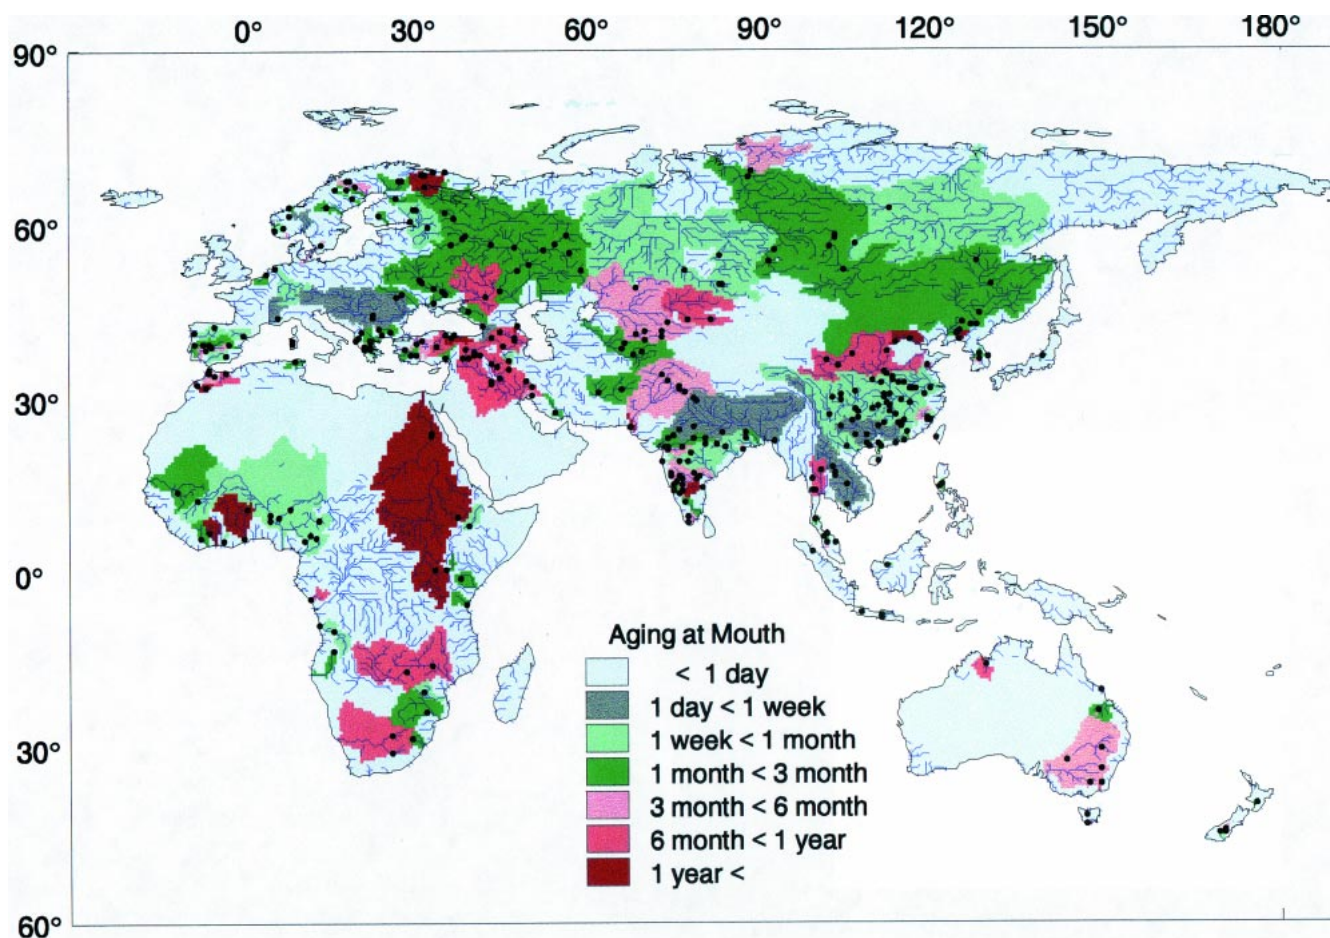 0° 30° 60° 90° 120° 150° 180°
90°
60°
30°
0°
30°
60°
Aging at Mouth
< 1 day
1 day < 1 week
1 week < 1 month
1 month < 3 month
3 month < 6 month
6 month < 1 year
1 year <